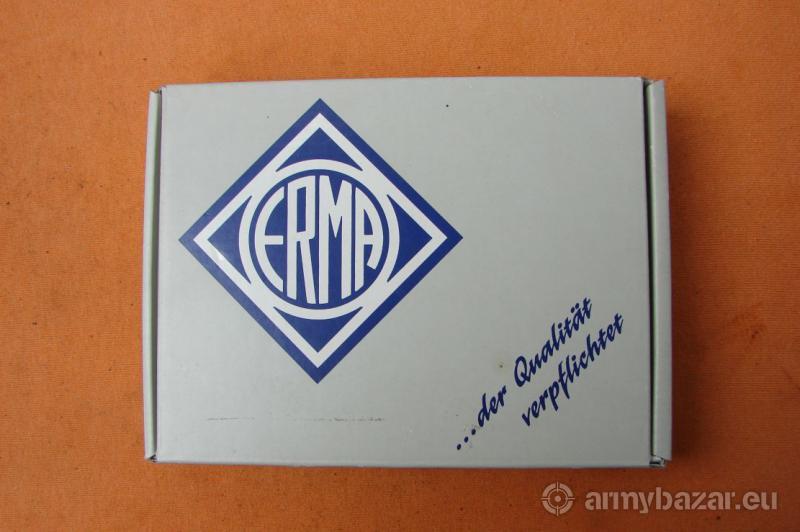 ERMA
...der Qualität
verpflichtet
armybazar.eu